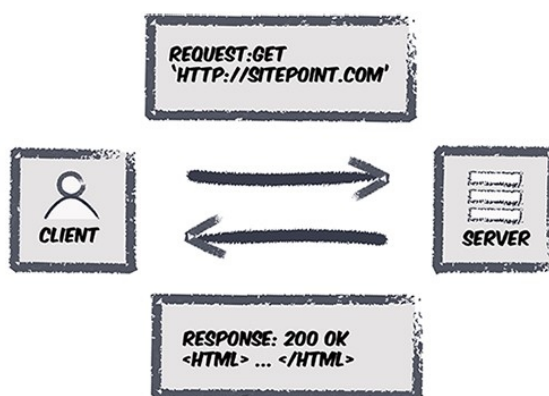 REQUEST:GET
‘HTTP://SITEPOINT.COM’
CLIENT
SERVER
RESPONSE: 200 OK
<HTML> ... </HTML>